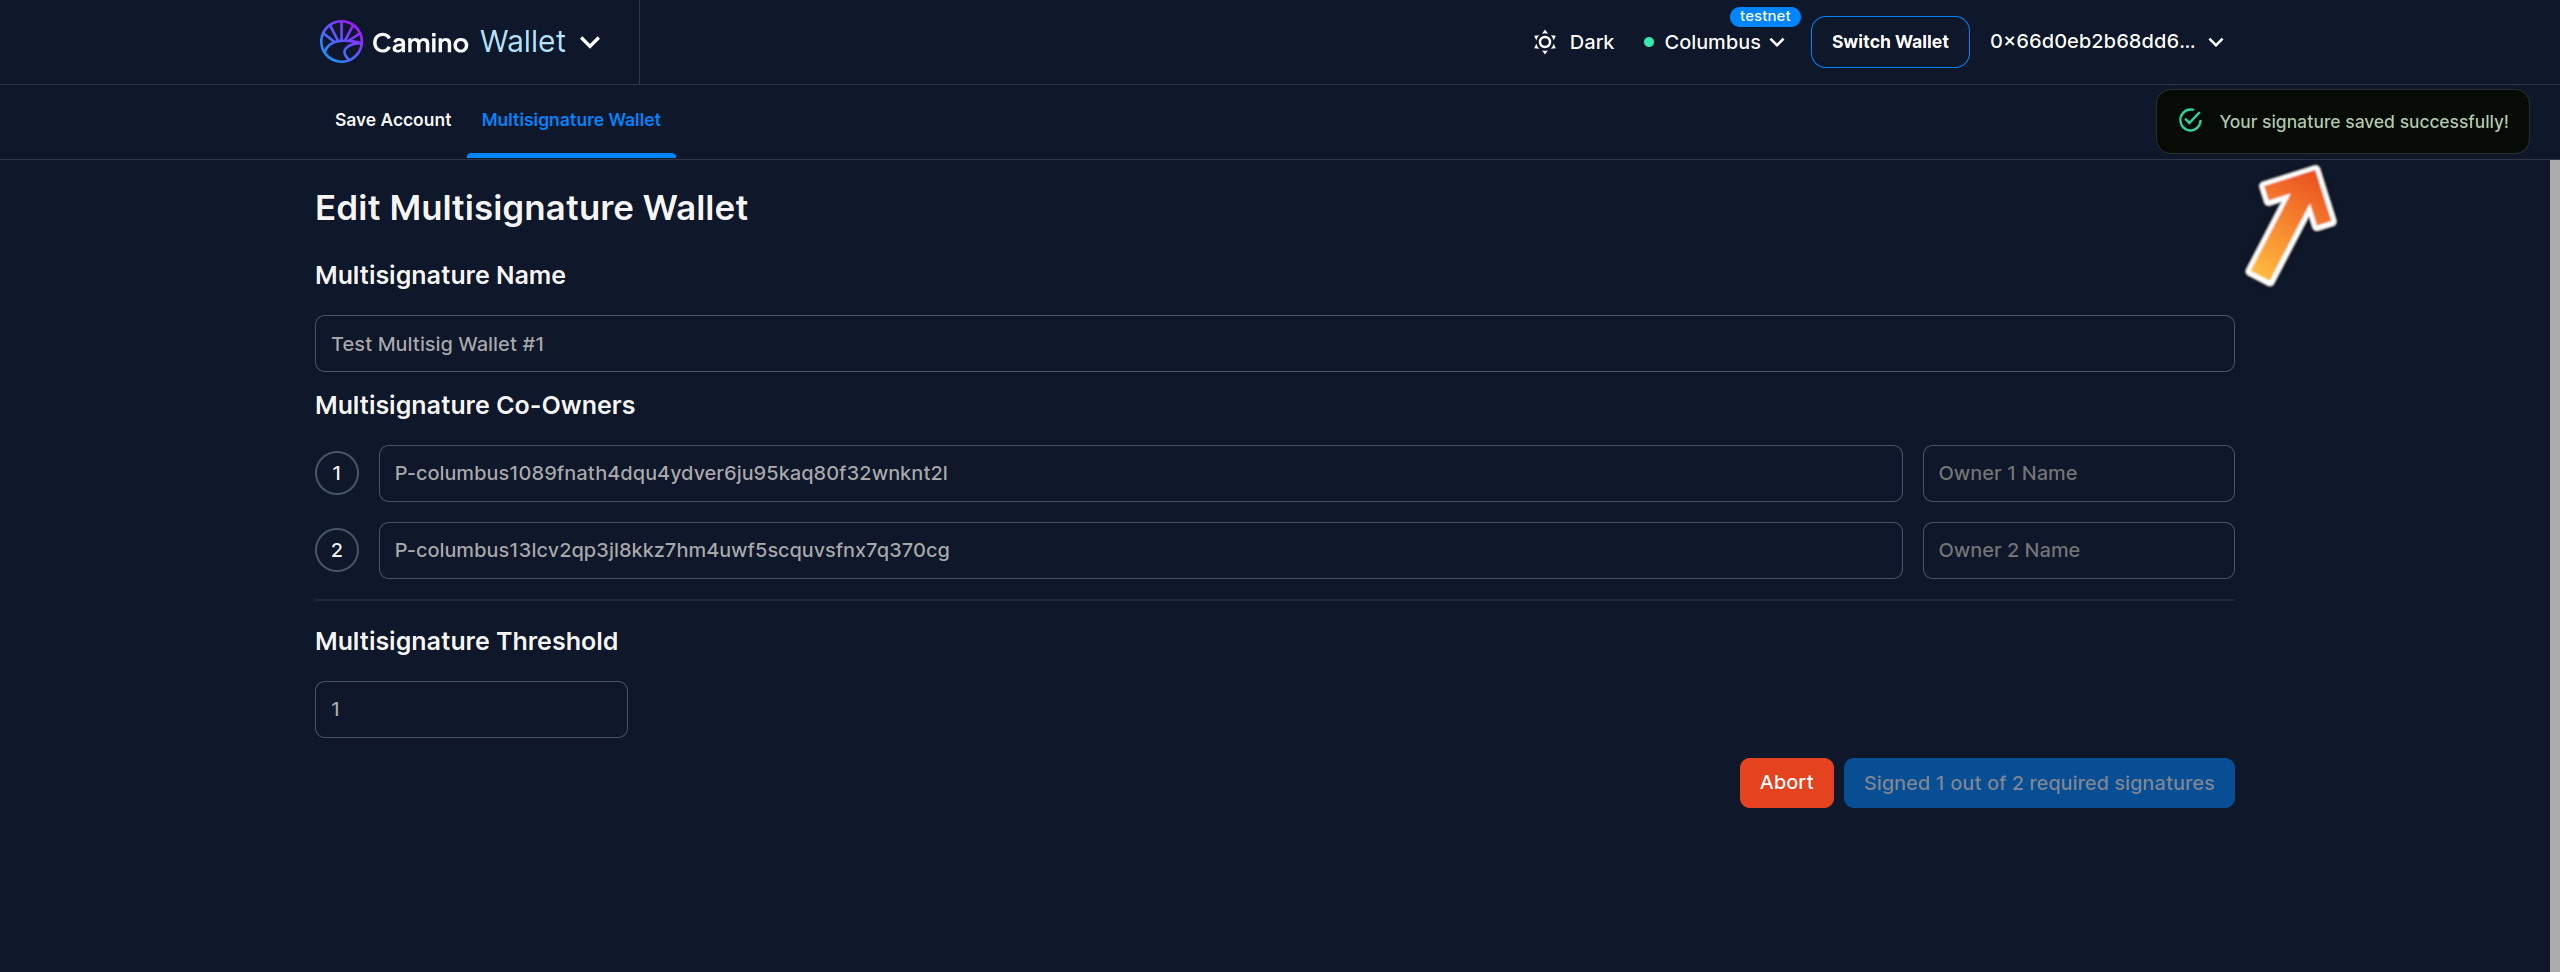 testnet
Camino Wallet
Dark
Columbus
Switch Wallet
0x66d0eb2b68dd6...
Save Account
Multisignature Wallet
Your signature saved successfully!
Edit Multisignature Wallet
Multisignature Name
Test Multisig Wallet #1
Multisignature Co-Owners
1 P-columbus1089fnath4dqu4ydver6ju95kaq80f32wnknt2l Owner 1 Name
2 P-columbus13lcv2qp3jl8kkz7hm4uwf5scquvsfnx7q370cg Owner 2 Name
Multisignature Threshold
1
Abort
Signed 1 out of 2 required signatures